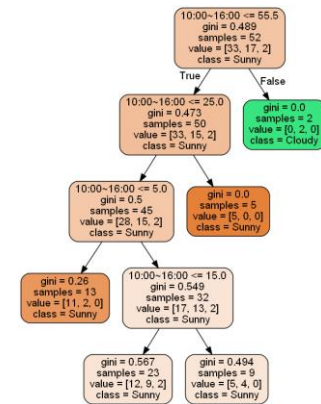 10:00~16:00 <= 55.5
gini = 0.489
samples = 52
value = [33, 17, 2]
class = Sunny
True
False
10:00~16:00 <= 25.0
gini = 0.473
samples = 50
value = [33, 15, 2]
class = Sunny
gini = 0.0
samples = 2
value = [0, 2, 0]
class = Cloudy
10:00~16:00 <= 5.0
gini = 0.5
samples = 45
value = [28, 15, 2]
class = Sunny
gini = 0.0
samples = 5
value = [5, 0, 0]
class = Sunny
gini = 0.26
samples = 13
value = [11, 2, 0]
class = Sunny
10:00~16:00 <= 15.0
gini = 0.549
samples = 32
value = [17, 13, 2]
class = Sunny
gini = 0.567
samples = 23
value = [12, 9, 2]
class = Sunny
gini = 0.494
samples = 9
value = [5, 4, 0]
class = Sunny